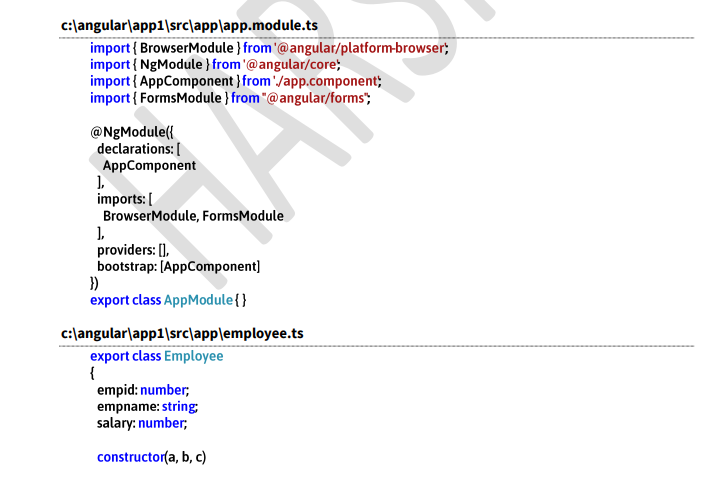 c:\angular\app1\src\app\app.module.ts
import { BrowserModule } from '@angular/platform-browser';
import { NgModule } from '@angular/core';
import { AppComponent } from './app.component';
import { FormsModule } from "@angular/forms";
@NgModule({
declarations: [
AppComponent
],
imports: [
BrowserModule, FormsModule
],
providers: [],
bootstrap: [AppComponent]
})
export class AppModule { }
c:\angular\app1\src\app\employee.ts
export class Employee
{
empid: number;
empname: string;
salary: number;
constructor(a, b, c)